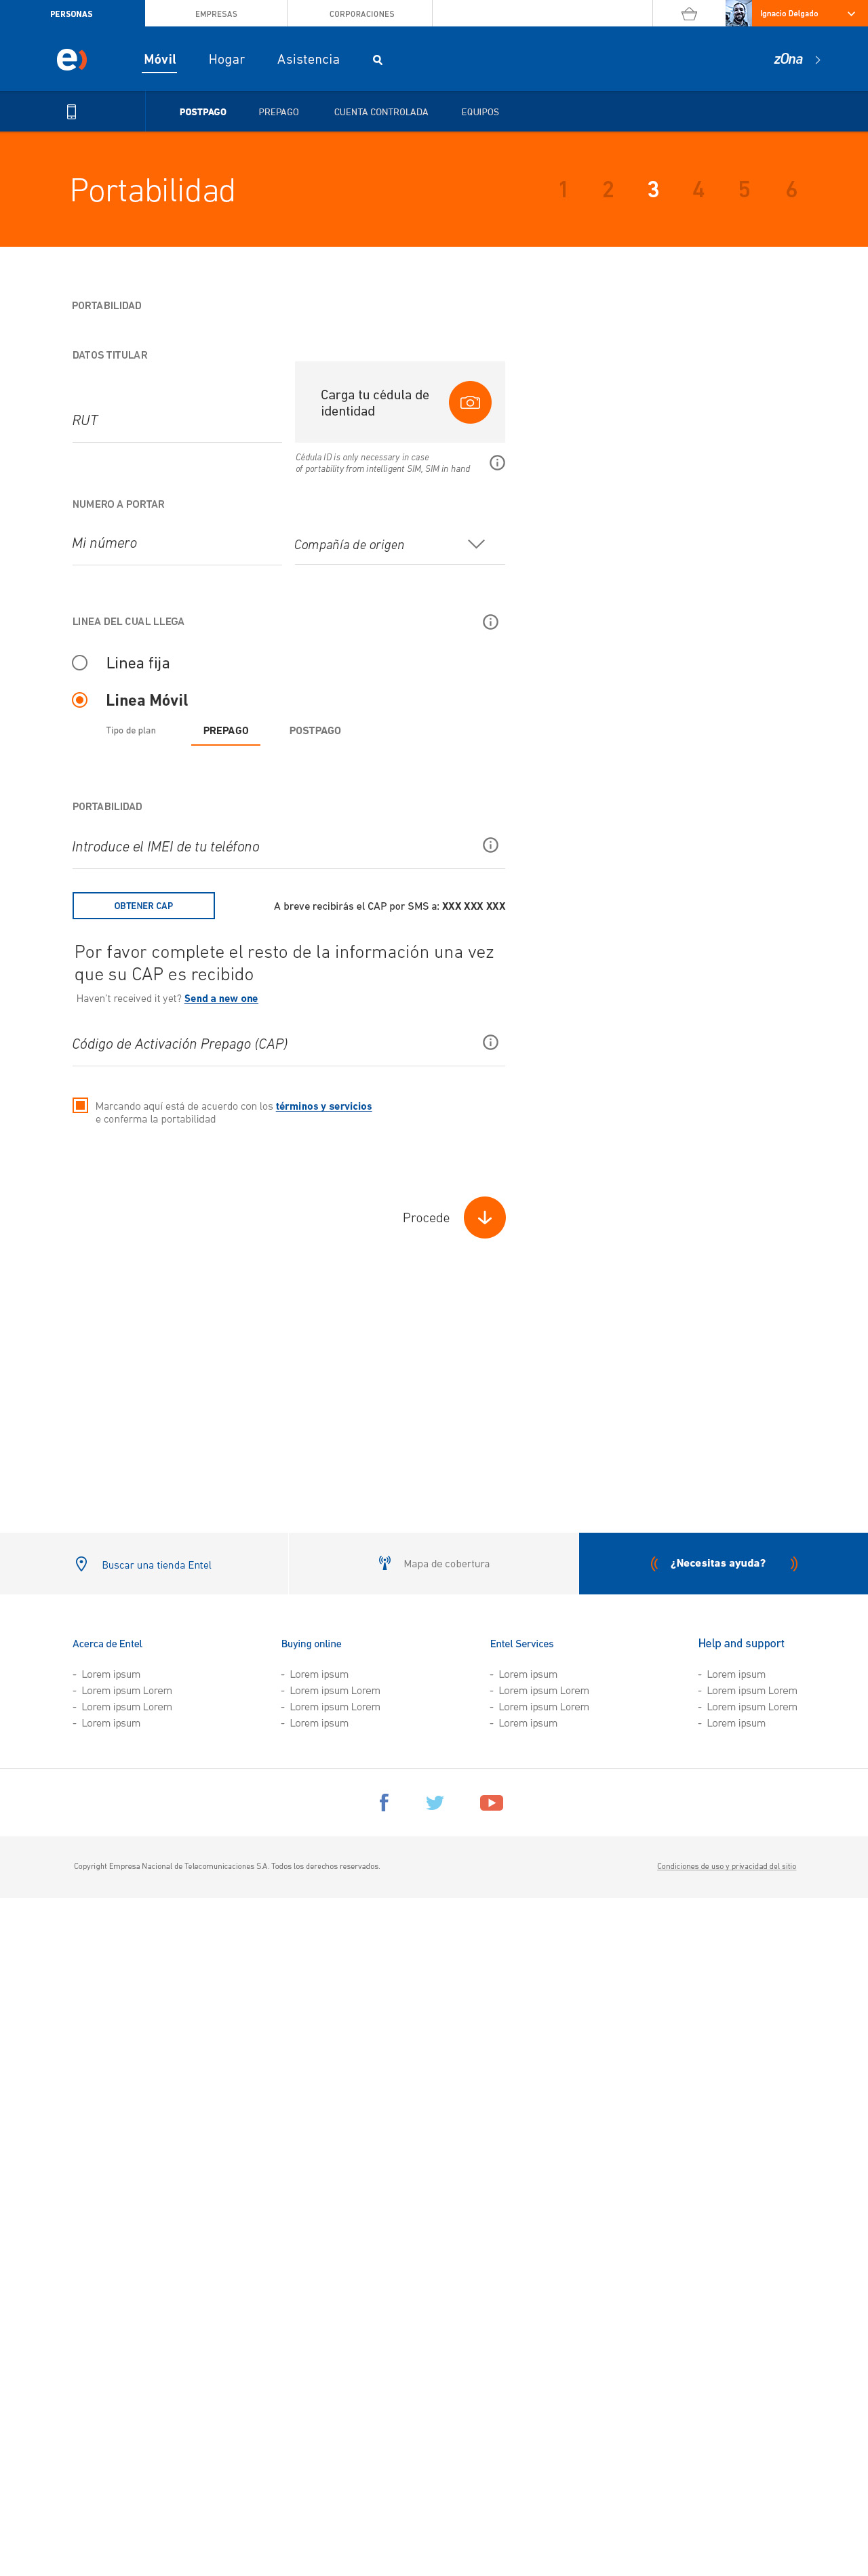 PERSONAS
EMPRESAS
CORPORACIONES
Ignacio Delgado
e)
Móvil
Hogar
Asistencia
zOna
POSTPAGO
PREPAGO
CUENTA CONTROLADA
EQUIPOS
Portabilidad
1 2 3 4 5 6
PORTABILIDAD
DATOS TITULAR
RUT
Carga tu cédula de
identidad
Cédula ID is only necessary in case
of portability from intelligent SIM, SIM in hand
NUMERO A PORTAR
Mi número
Compañía de origen
LINEA DEL CUAL LLEGA
Linea fija
Linea Móvil
Tipo de plan
PREPAGO
POSTPAGO
PORTABILIDAD
Introduce el IMEI de tu teléfono
OBTENER CAP
A breve recibirás el CAP por SMS a: XXX XXX XXX
Por favor complete el resto de la información una vez
que su CAP es recibido
Haven't received it yet? Send a new one
Código de Activación Prepago (CAP)
Marcando aquí está de acuerdo con los términos y servicios
e conferma la portabilidad
Procede
Buscar una tienda Entel
Mapa de cobertura
¿Necesitas ayuda?
Acerca de Entel
- Lorem ipsum
- Lorem ipsum Lorem
- Lorem ipsum Lorem
- Lorem ipsum
Buying online
- Lorem ipsum
- Lorem ipsum Lorem
- Lorem ipsum Lorem
- Lorem ipsum
Entel Services
- Lorem ipsum
- Lorem ipsum Lorem
- Lorem ipsum Lorem
- Lorem ipsum
Help and support
- Lorem ipsum
- Lorem ipsum Lorem
- Lorem ipsum Lorem
- Lorem ipsum
Copyright Empresa Nacional de Telecomunicaciones S.A. Todos los derechos reservados.
Condiciones de uso y privacidad del sitio